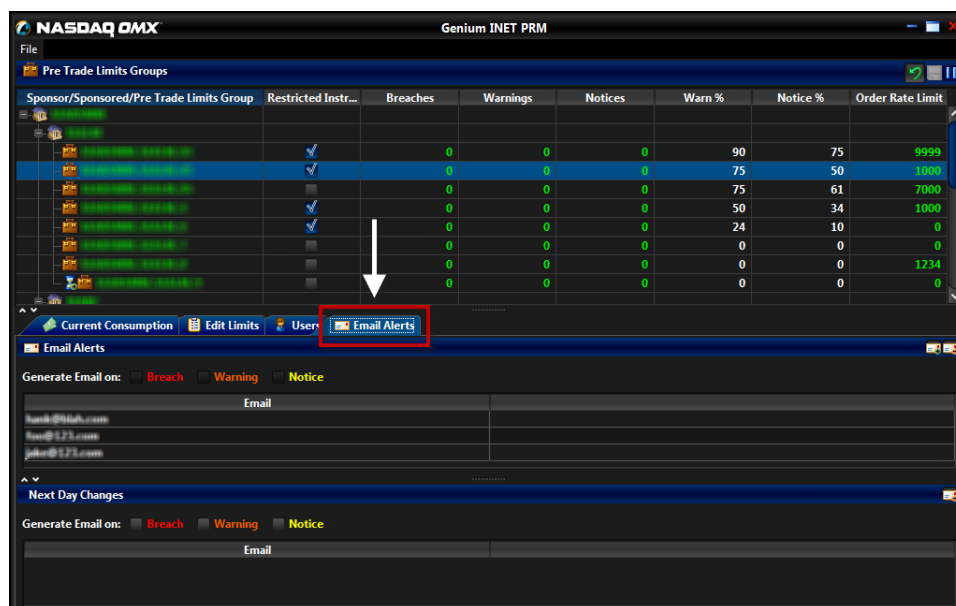 NASDAQ OMX Genium INET PRM
File
Pre Trade Limits Groups
Sponsor/Sponsored/Pre Trade Limits Group Restricted Instr... Breaches Warnings Notices Warn % Notice % Order Rate Limit
0 0 0 90 75 9999
0 0 0 75 50 1000
0 0 0 75 61 7000
0 0 0 50 34 1000
0 0 0 24 10 0
0 0 0 0 0 0
0 0 0 0 0 1234
0 0 0 0 0 0
Current Consumption Edit Limits Users Email Alerts
Email Alerts
Generate Email on: Breach Warning Notice
Email
Next Day Changes
Generate Email on: Breach Warning Notice
Email